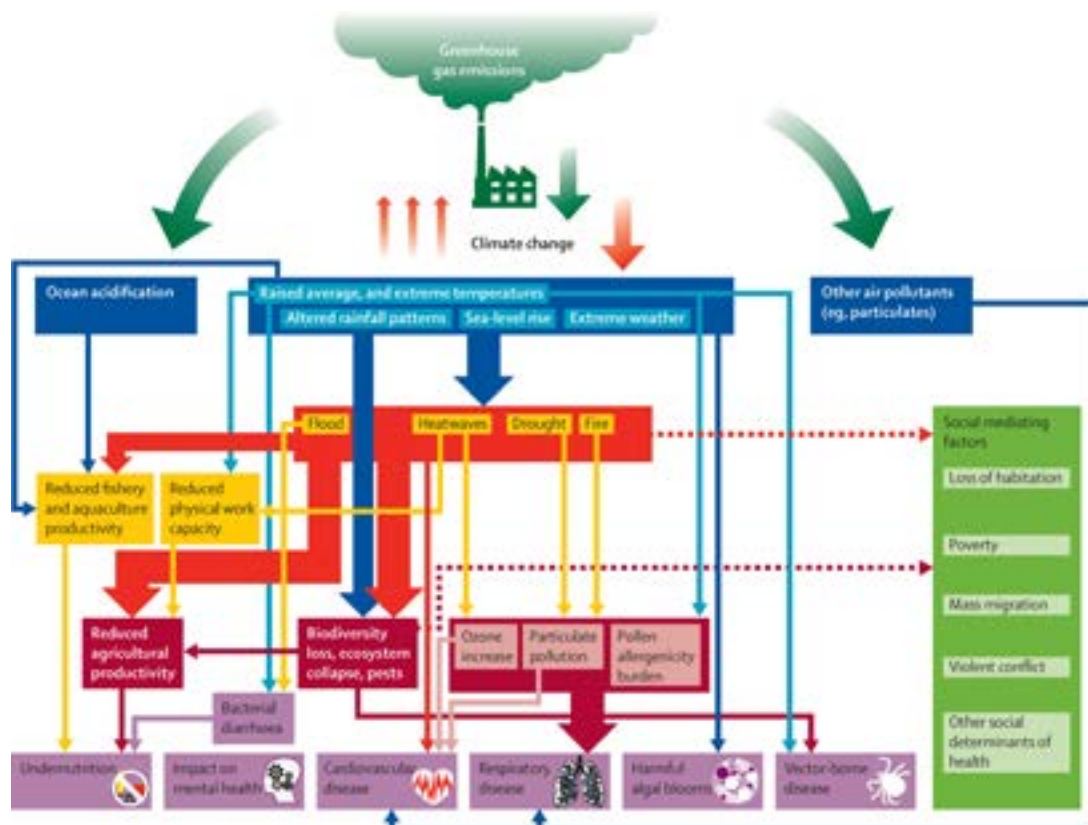 Greenhouse
gas emissions
Climate change
Ocean acidification
Raised average, and extreme temperatures
Altered rainfall patterns
Sea-level rise
Extreme weather
Other air pollutants
(eg, particulates)
Flood
Heatwaves
Drought
Fire
Social mediating
factors
Loss of habitation
Poverty
Mass migration
Violent conflict
Other social
determinants of
health
Reduced fishery
and aquaculture
productivity
Reduced
physical work
capacity
Reduced
agricultural
productivity
Biodiversity
loss, ecosystem
collapse, pests
Ozone
increase
Particulate
pollution
Pollen
allergenicity
burden
Bacterial
diarrhoea
Undernutrition
Impact on
mental health
Cardiovascular
disease
Respiratory
disease
Harmful
algal blooms
Vector-borne
disease